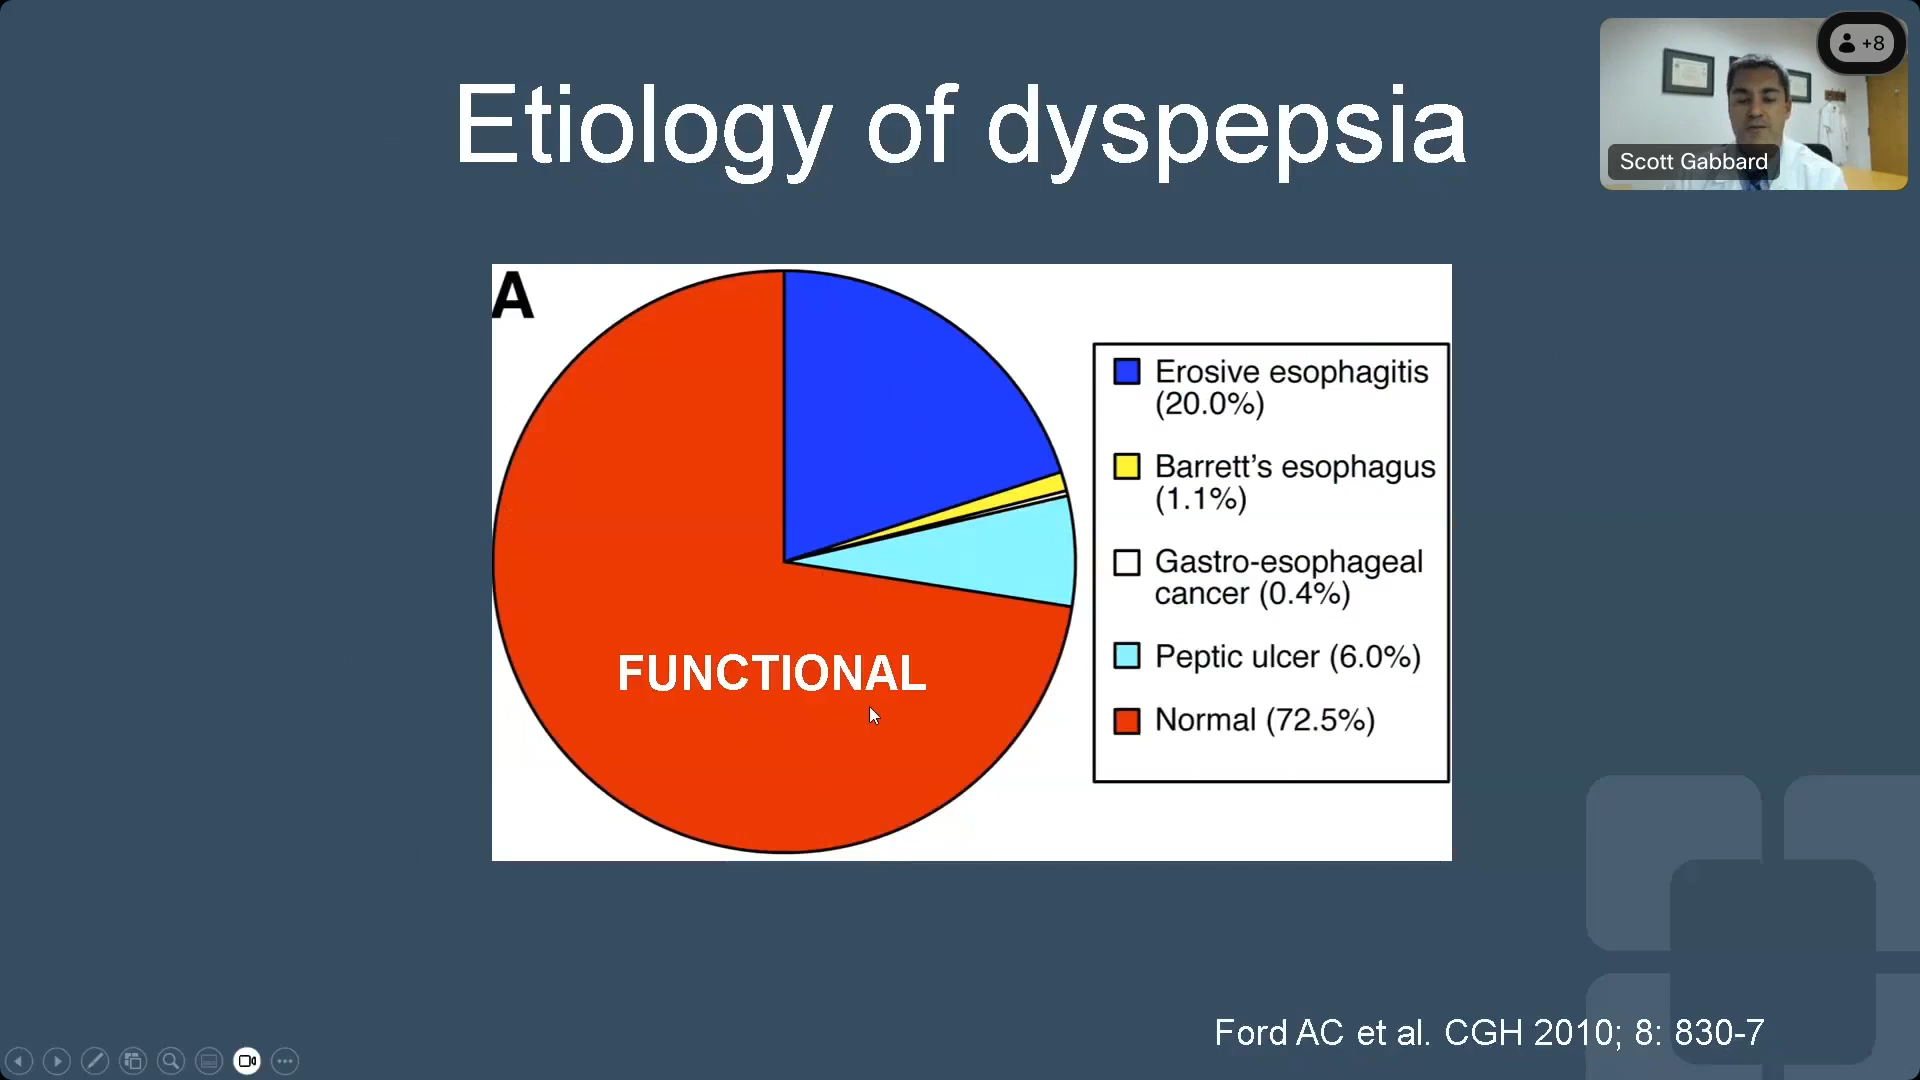 Etiology of dyspepsia
+8
Scott Gabbard
A
Erosive esophagitis
(20.0%)
Barrett’s esophagus
(1.1%)
Gastro-esophageal
cancer (0.4%)
Peptic ulcer (6.0%)
Normal (72.5%)
FUNCTIONAL
Ford AC et al. CGH 2010; 8: 830-7